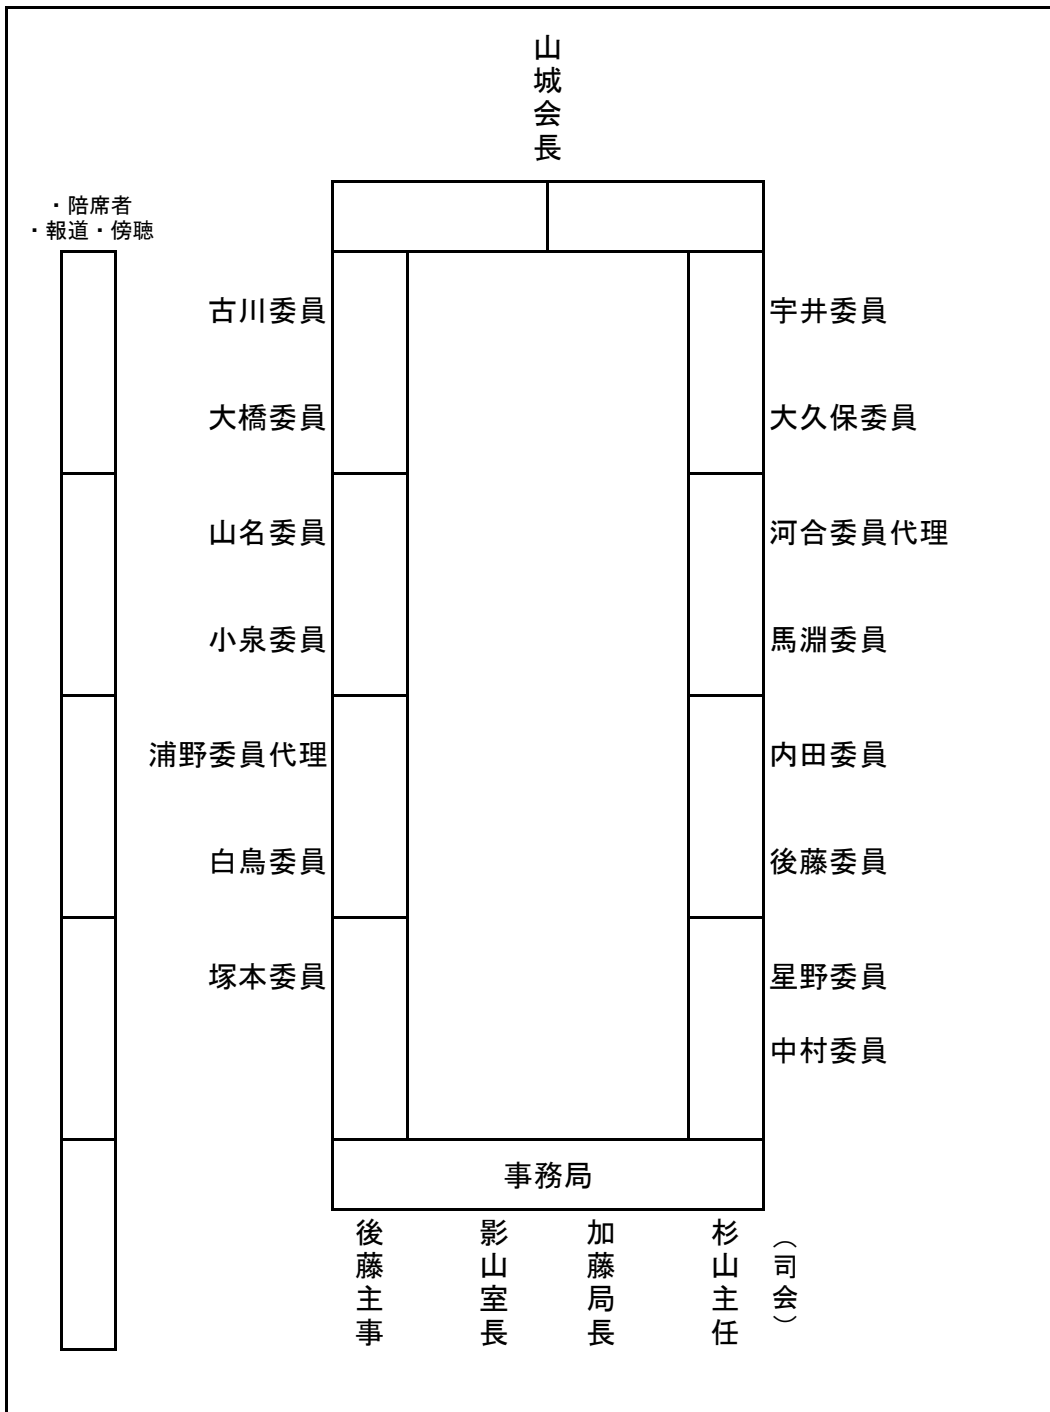 山城会長
・陪席者
・報道・傍聴
古川委員
宇井委員
大橋委員
大久保委員
山名委員
河合委員代理
小泉委員
馬淵委員
浦野委員代理
内田委員
白鳥委員
後藤委員
塚本委員
星野委員
中村委員
事務局
後藤主事
影山室長
加藤局長
杉山主任
（司会）